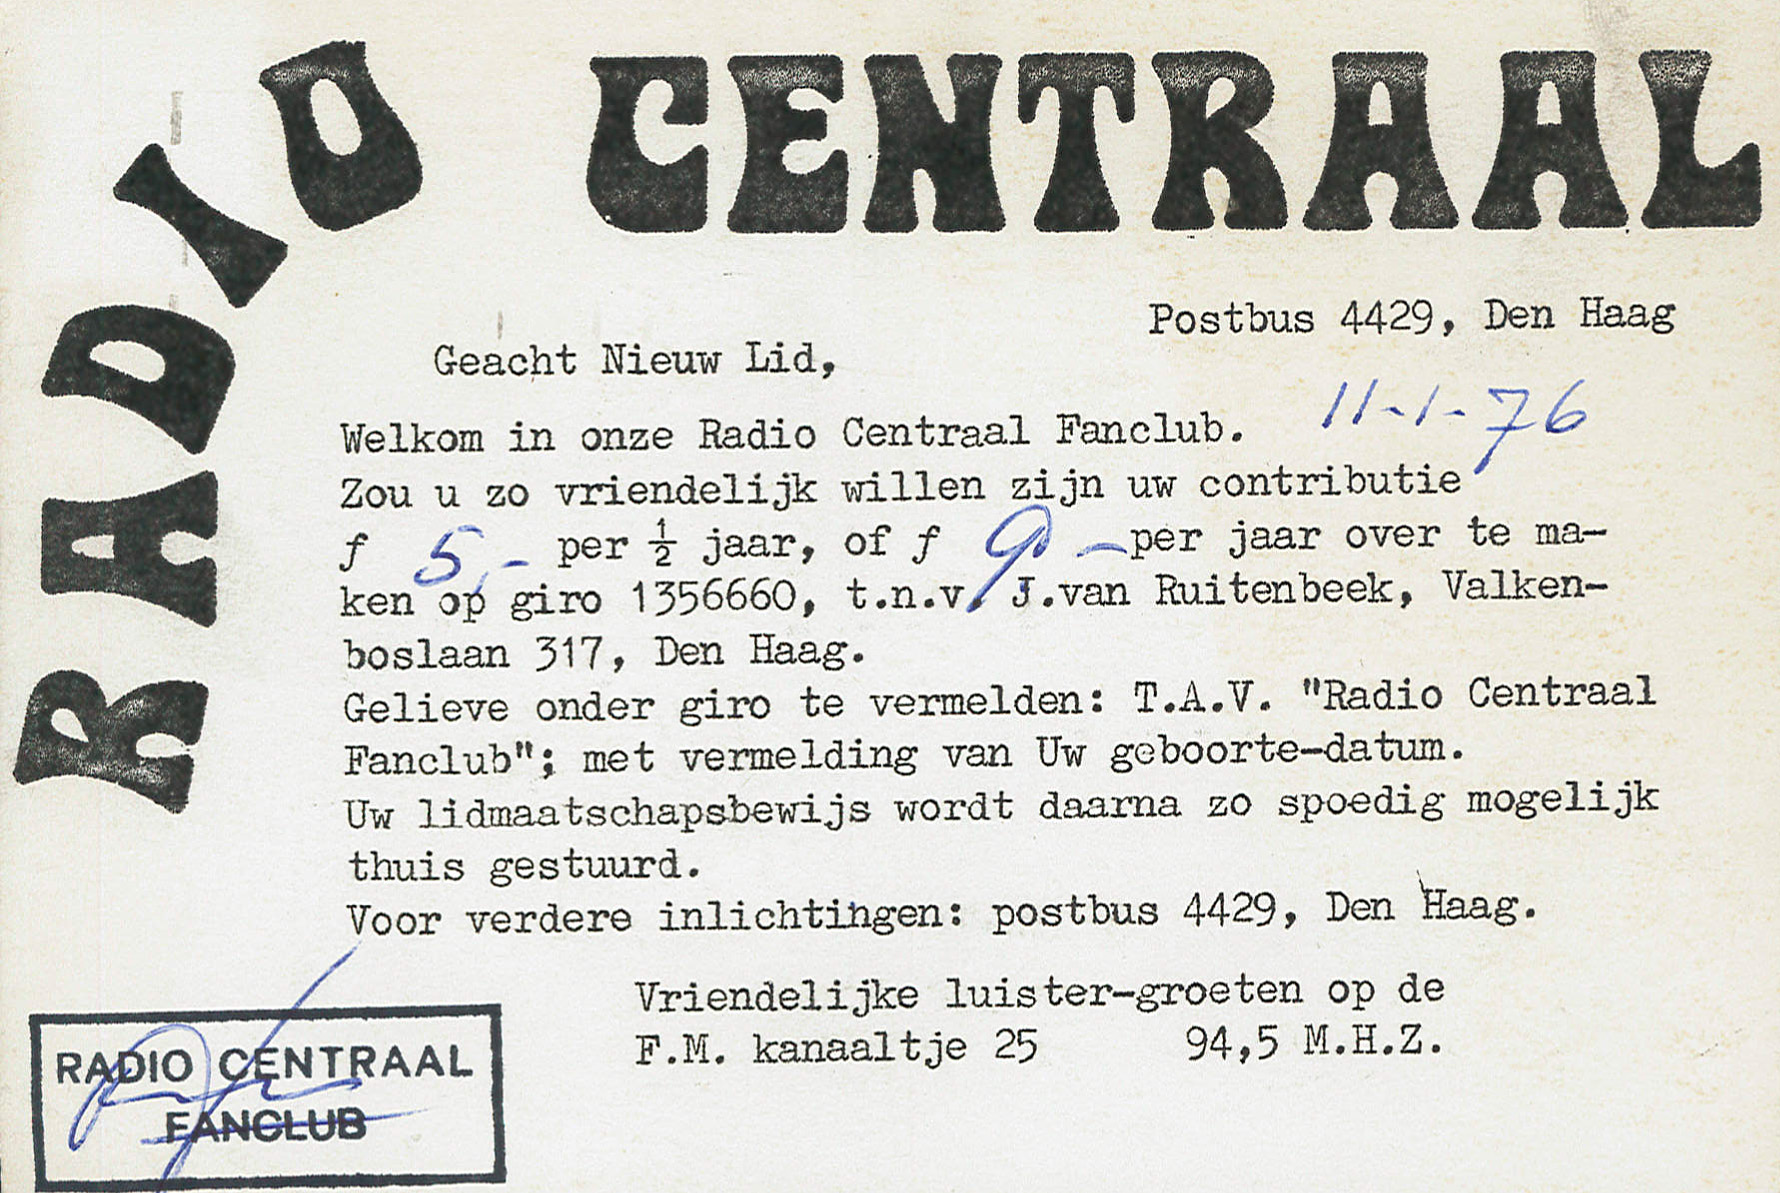 RADIO CENTRAAL
Postbus 4429, Den Haag
Geacht Nieuw Lid,
11-1-76
Welkom in onze Radio Centraal Fanclub.
Zou u zo vriendelijk willen zijn uw contributie
ƒ 5,- per ½ jaar, of ƒ 9 - per jaar over te ma-
ken op giro 1356660, t.n.v. J.van Ruitenbeek, Valken-
boslaan 317, Den Haag.
Gelieve onder giro te vermelden: T.A.V. "Radio Centraal
Fanclub"; met vermelding van Uw geboorte-datum.
Uw lidmaatschapsbewijs wordt daarna zo spoedig mogelijk
thuis gestuurd.
Voor verdere inlichtingen: postbus 4429, Den Haag.
Vriendelijke luister-groeten op de
F.M. kanaaltje 25 94,5 M.H.Z.
RADIO CENTRAAL
FANCLUB